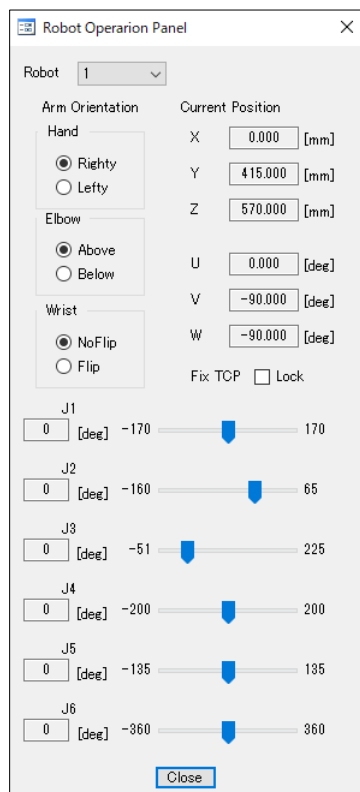 Robot Operarion Panel
Robot 1
Arm Orientation
Hand
Righty
Lefty
Elbow
Above
Below
Wrist
NoFlip
Flip
Current Position
X 0.000 [mm]
Y 415.000 [mm]
Z 570.000 [mm]
U 0.000 [deg]
V -90.000 [deg]
W -90.000 [deg]
Fix TCP Lock
J1
0 [deg] -170 170
J2
0 [deg] -160 65
J3
0 [deg] -51 225
J4
0 [deg] -200 200
J5
0 [deg] -135 135
J6
0 [deg] -360 360
Close